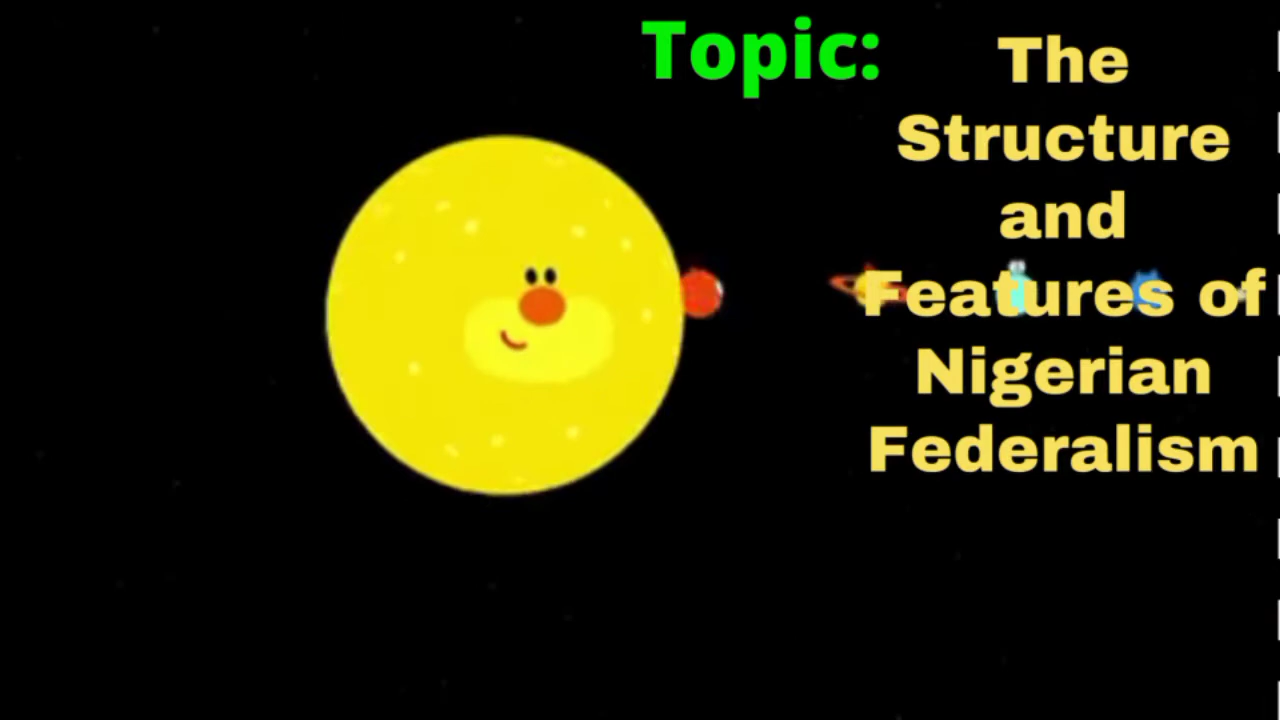 Topic:
The
Structure
and
Features of
Nigerian
Federalism